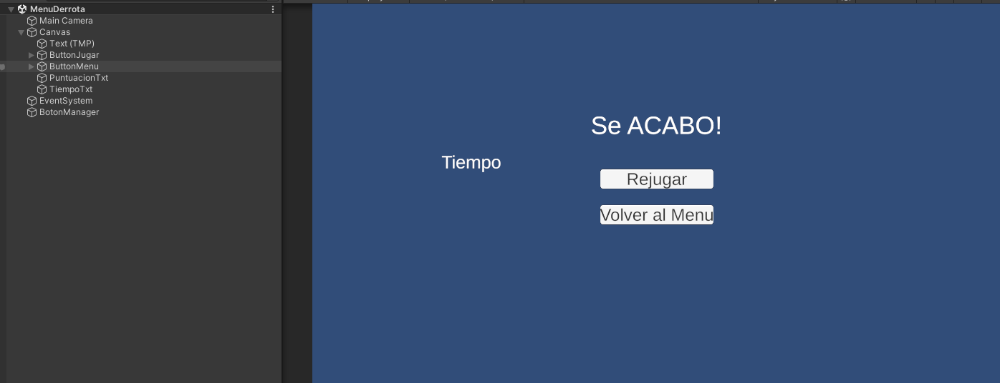 MenuDerrota
Main Camera
Canvas
Text (TMP)
ButtonJugar
ButtonMenu
PuntuacionTxt
TiempoTxt
EventSystem
BotonManager
Se ACABO!
Tiempo
Rejugar
Volver al Menu